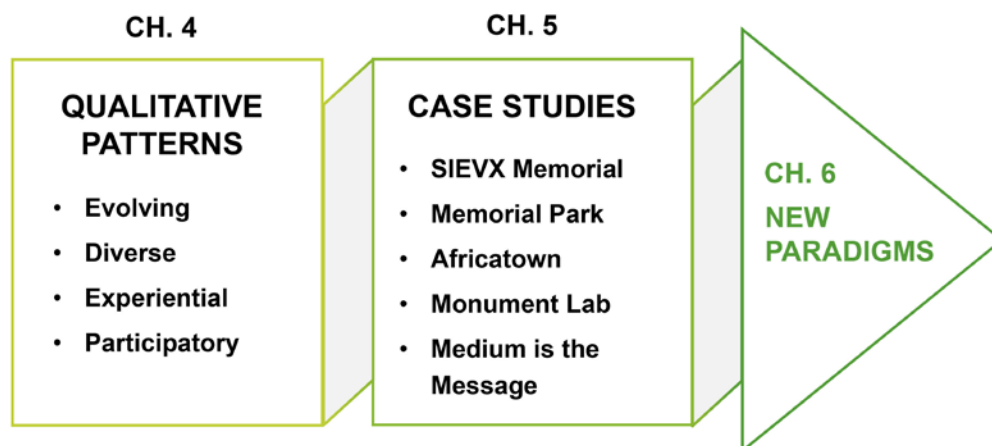 CH. 4
QUALITATIVE
PATTERNS
• Evolving
• Diverse
• Experiential
• Participatory
CH. 5
CASE STUDIES
• SIEVX Memorial
• Memorial Park
• Africatown
• Monument Lab
• Medium is the
Message
CH. 6
NEW
PARADIGMS